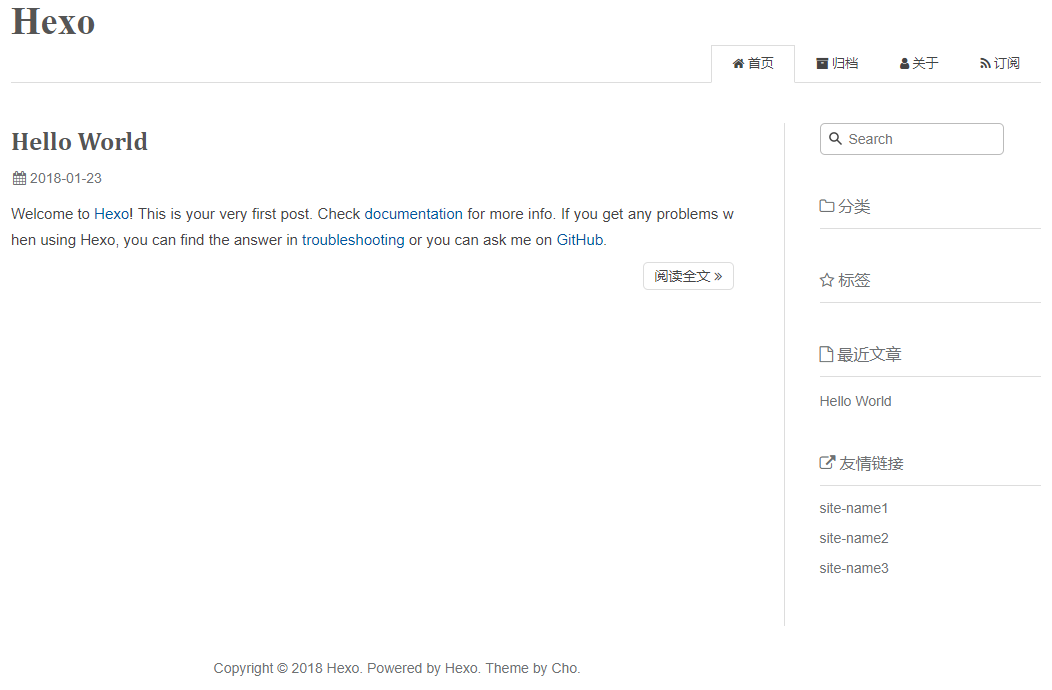 Hexo
首页 归档 关于 订阅
Hello World
2018-01-23
Welcome to Hexo! This is your very first post. Check documentation for more info. If you get any problems w
hen using Hexo, you can find the answer in troubleshooting or you can ask me on GitHub.
阅读全文 »
Search
分类
标签
最近文章
Hello World
友情链接
site-name1
site-name2
site-name3
Copyright © 2018 Hexo. Powered by Hexo. Theme by Cho.